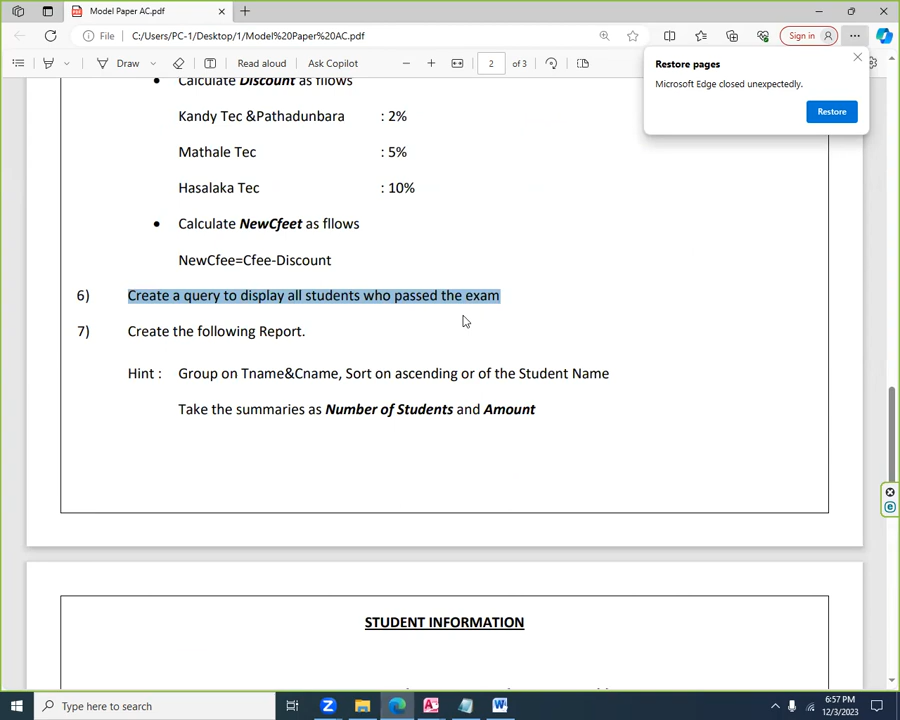 Model Paper AC.pdf
File
C:/Users/PC-1/Desktop/1/Model%20Paper%20AC.pdf
Sign in
Draw
Read aloud
Ask Copilot
2
of 3
Restore pages
Microsoft Edge closed unexpectedly.
Restore
• Calculate Discount as fllows
Kandy Tec &Pathadunbara : 2%
Mathale Tec : 5%
Hasalaka Tec : 10%
• Calculate NewCfeet as fllows
NewCfee=Cfee-Discount
6) Create a query to display all students who passed the exam
7) Create the following Report.
Hint : Group on Tname&Cname, Sort on ascending or of the Student Name
Take the summaries as Number of Students and Amount
STUDENT INFORMATION
Type here to search
6:57 PM
12/3/2023